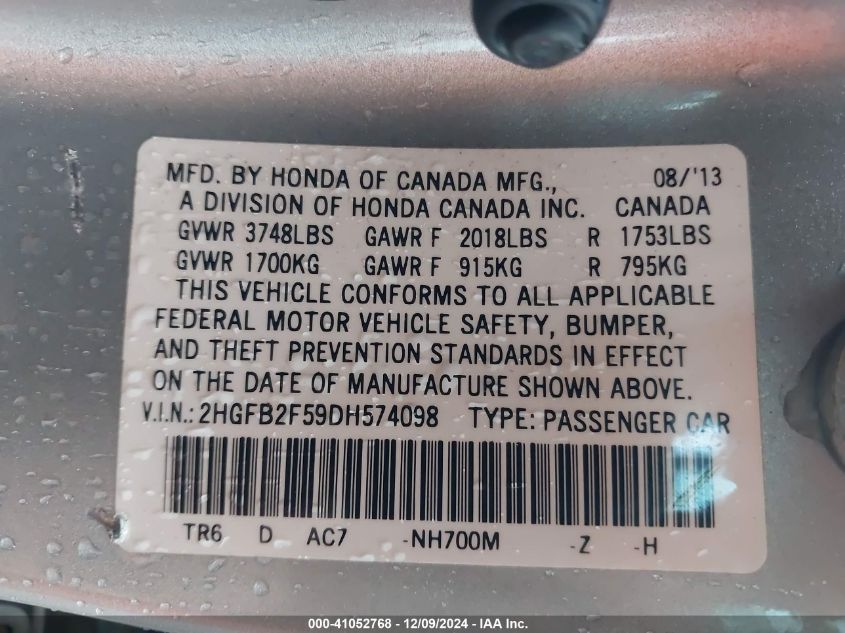 MFD. BY HONDA OF CANADA MFG., 08/'13
A DIVISION OF HONDA CANADA INC. CANADA
GVWR 3748LBS GAWR F 2018LBS R 1753LBS
GVWR 1700KG GAWR F 915KG R 795KG
THIS VEHICLE CONFORMS TO ALL APPLICABLE
FEDERAL MOTOR VEHICLE SAFETY, BUMPER,
AND THEFT PREVENTION STANDARDS IN EFFECT
ON THE DATE OF MANUFACTURE SHOWN ABOVE.
V.I.N.: 2HGFB2F59DH574098 TYPE: PASSENGER CAR
TR6 D AC7 -NH700M -Z -H
000-41052768 - 12/09/2024 - IAA Inc.